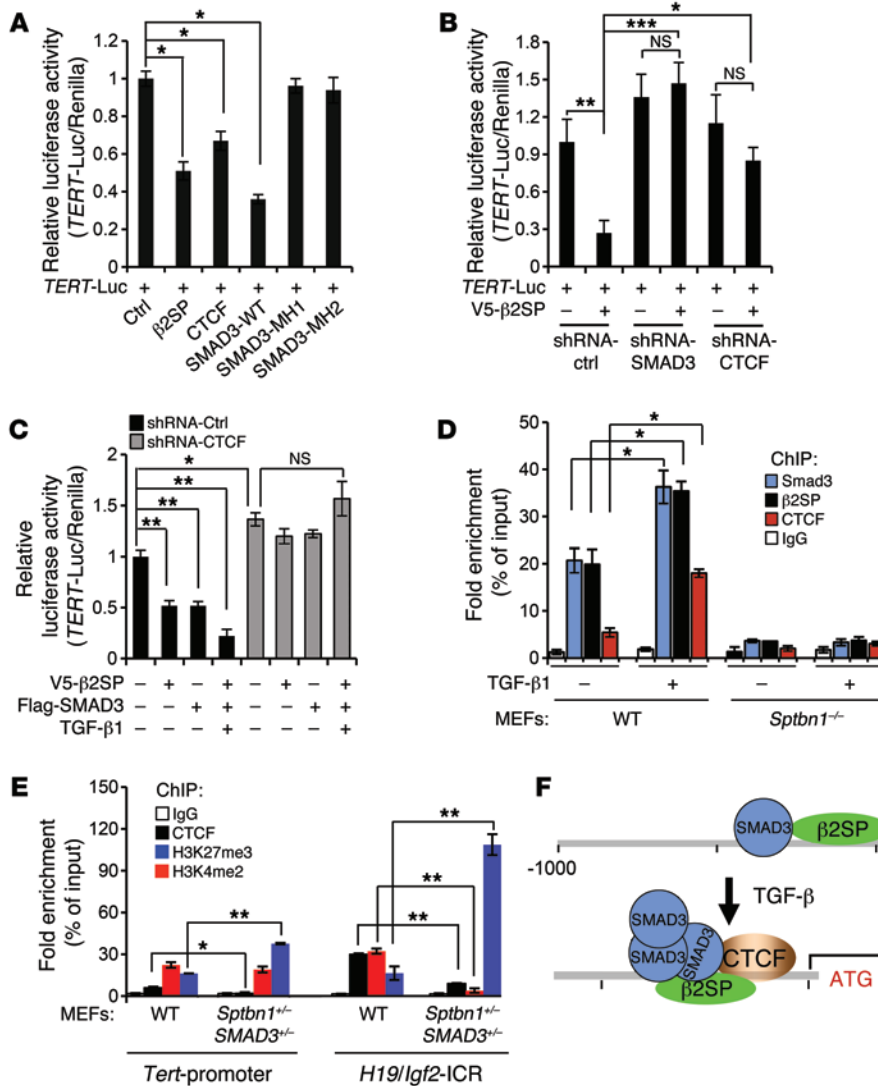 A
Relative luciferase activity
(TERT-Luc/Renilla)
1.2
1
0.8
0.6
0.4
0.2
0
* * *
TERT-Luc + + + + + +
Ctrl
β2SP
CTCF
SMAD3-WT
SMAD3-MH1
SMAD3-MH2
B
Relative luciferase activity
(TERT-Luc/Renilla)
1.8
1.5
1.2
0.9
0.6
0.3
0
*
***
NS
NS
**
TERT-Luc + + + + + +
V5-β2SP – + – + – +
shRNA-ctrl
shRNA-SMAD3
shRNA-CTCF
C
shRNA-Ctrl
shRNA-CTCF
Relative
luciferase activity
(TERT-Luc/Renilla)
2
1.5
1
0.5
0
* NS
**
**
**
V5-β2SP – + – + – + – +
Flag-SMAD3 – – + + – – + +
TGF-β1 – – – + – – – +
D
Fold enrichment
(% of input)
50
40
30
20
10
0
*
*
*
ChIP:
Smad3
β2SP
CTCF
IgG
TGF-β1 – + – +
MEFs: WT Sptbn1–/–
E
Fold enrichment
(% of input)
150
120
90
60
30
0
ChIP:
IgG
CTCF
H3K27me3
H3K4me2
**
**
**
**
*
MEFs: WT Sptbn1+/– WT Sptbn1+/–
SMAD3+/– SMAD3+/–
Tert-promoter H19/Igf2-ICR
F
SMAD3 β2SP
-1000
TGF-β
SMAD3
SMAD3 SMAD3 CTCF
β2SP
ATG